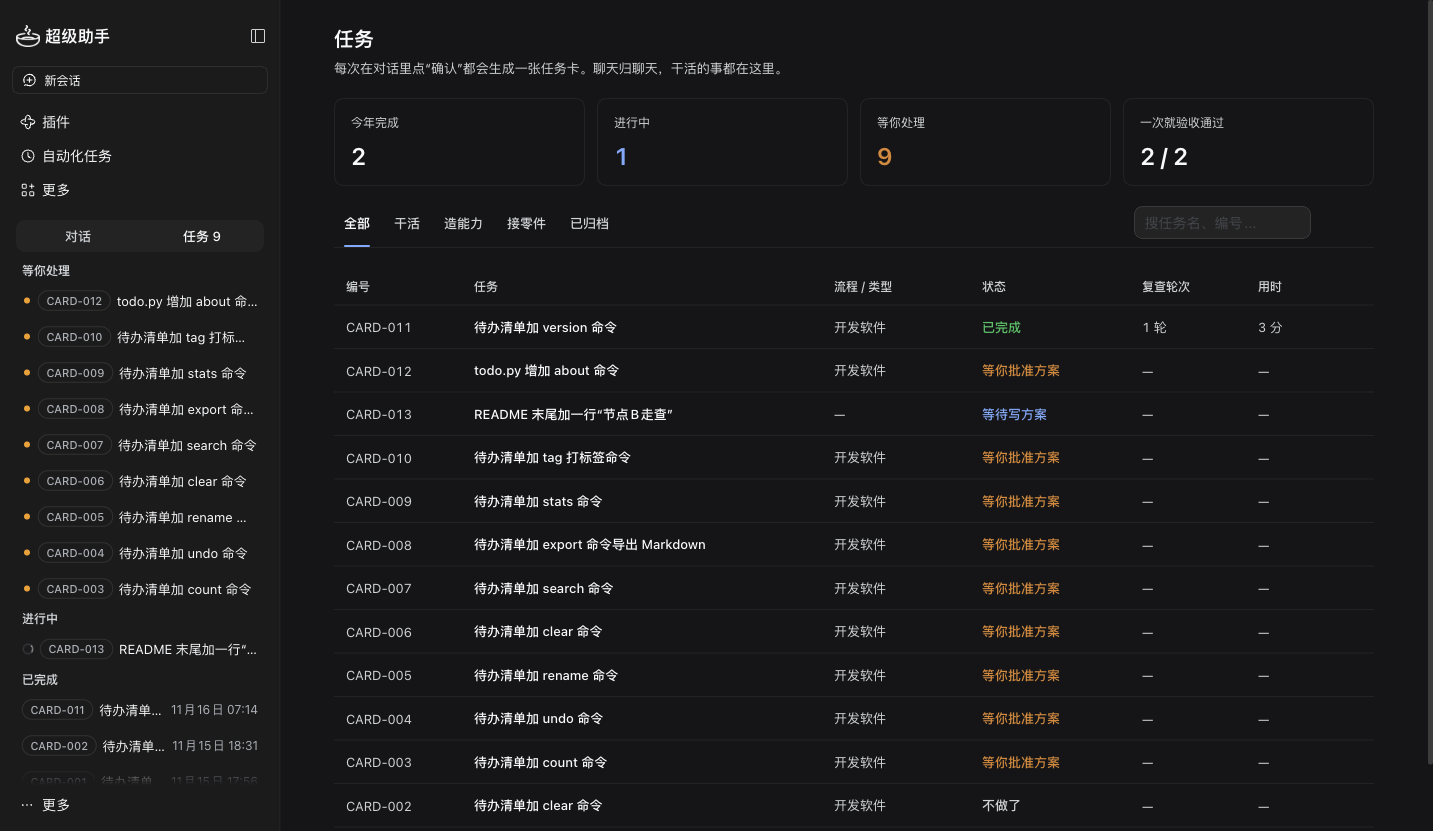 超级助手
新会话
插件
自动化任务
更多
对话 任务 9
等你处理
CARD-012 todo.py 增加 about 命...
CARD-010 待办清单加 tag 打标...
CARD-009 待办清单加 stats 命令
CARD-008 待办清单加 export 命...
CARD-007 待办清单加 search 命令
CARD-006 待办清单加 clear 命令
CARD-005 待办清单加 rename ...
CARD-004 待办清单加 undo 命令
CARD-003 待办清单加 count 命令
进行中
CARD-013 README 末尾加一行“...
已完成
CARD-011 待办清单... 11月16日 07:14
CARD-002 待办清单... 11月15日 18:31
CARD-001 待办清单... 11月15日 17:56
... 更多
任务
每次在对话里点“确认”都会生成一张任务卡。聊天归聊天，干活的事都在这里。
今年完成
2
进行中
1
等你处理
9
一次就验收通过
2 / 2
全部 干活 造能力 接零件 已归档
搜任务名、编号...
编号 任务 流程 / 类型 状态 复查轮次 用时
CARD-011 待办清单加 version 命令 开发软件 已完成 1 轮 3 分
CARD-012 todo.py 增加 about 命令 开发软件 等你批准方案 — —
CARD-013 README 末尾加一行“节点B走查” — 等待写方案 — —
CARD-010 待办清单加 tag 打标签命令 开发软件 等你批准方案 — —
CARD-009 待办清单加 stats 命令 开发软件 等你批准方案 — —
CARD-008 待办清单加 export 命令导出 Markdown 开发软件 等你批准方案 — —
CARD-007 待办清单加 search 命令 开发软件 等你批准方案 — —
CARD-006 待办清单加 clear 命令 开发软件 等你批准方案 — —
CARD-005 待办清单加 rename 命令 开发软件 等你批准方案 — —
CARD-004 待办清单加 undo 命令 开发软件 等你批准方案 — —
CARD-003 待办清单加 count 命令 开发软件 等你批准方案 — —
CARD-002 待办清单加 clear 命令 开发软件 不做了 — —